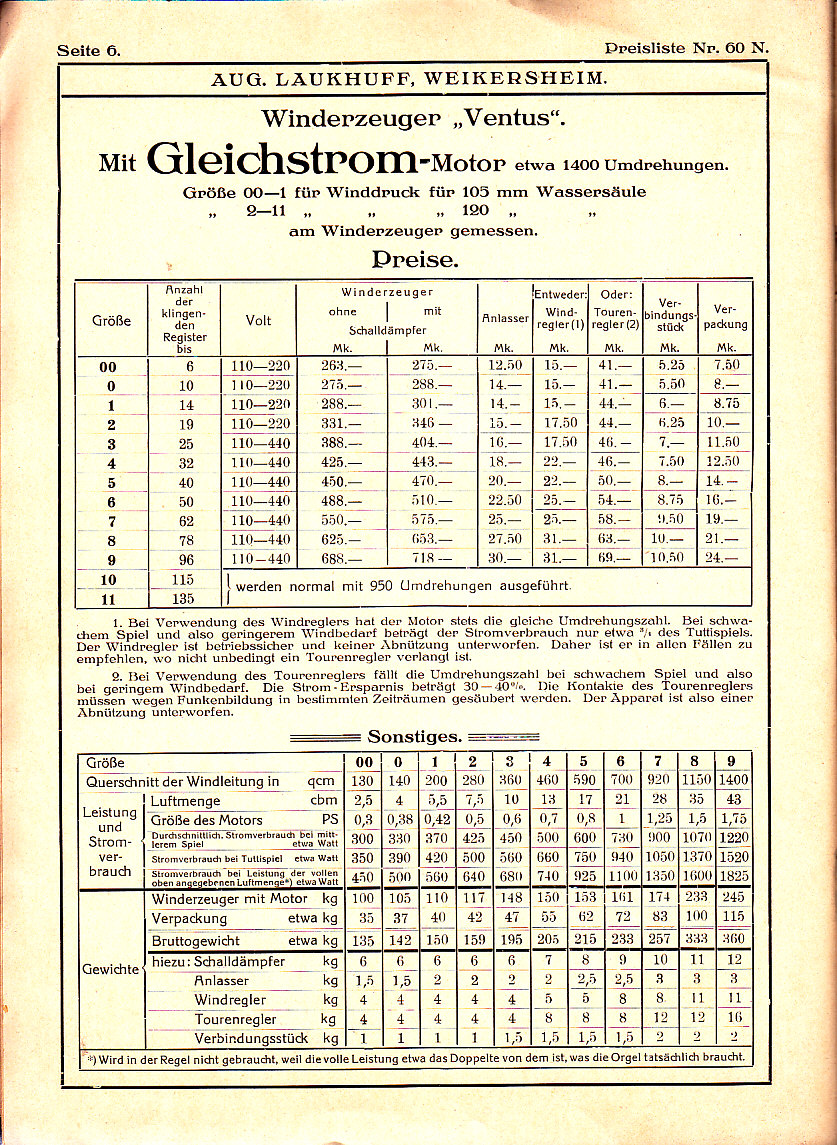 Seite 6.
Preisliste Nr. 60 N.
AUG. LAUKHUFF, WEIKERSHEIM.
Winderzeuger „Ventus“.
Mit Gleichstrom-Motor etwa 1400 Umdrehungen.
Größe 00—1 für Winddruck für 105 mm Wassersäule
„ 2—11 „ „ „ 120 „ „
am Winderzeuger gemessen.
Preise.
Größe | Anzahl der klingenden Register bis | Volt | Winderzeuger ohne Schalldämpfer Mk. | mit Schalldämpfer Mk. | Anlasser Mk. | Entweder: Windregler (1) Mk. | Oder: Tourenregler (2) Mk. | Verbindungsstück Mk. | Verpackung Mk.
00 6 110—220 263.— 275.— 12.50 15.— 41.— 5.25 7.50
0 10 110—220 275.— 288.— 14.— 15.— 41.— 5.50 8.—
1 14 110—220 288.— 301.— 14.— 15.— 44.— 6.— 8.75
2 19 110—220 331.— 346 — 15.— 17.50 44.— 6.25 10.—
3 25 110—440 388.— 404.— 16.— 17.50 46.— 7.— 11.50
4 32 110—440 425.— 443.— 18.— 22.— 46.— 7.50 12.50
5 40 110—440 450.— 470.— 20.— 22.— 50.— 8.— 14.—
6 50 110—440 488.— 510.— 22.50 25.— 54.— 8.75 16.—
7 62 110—440 550.— 575.— 25.— 25.— 58.— 9.50 19.—
8 78 110—440 625.— 653.— 27.50 31.— 63.— 10.— 21.—
9 96 110—440 688.— 718 — 30.— 31.— 69.— 10.50 24.—
10 115
11 135
werden normal mit 950 Umdrehungen ausgeführt.
1. Bei Verwendung des Windreglers hat der Motor stets die gleiche Umdrehungszahl. Bei schwa-
chem Spiel und also geringerem Windbedarf beträgt der Stromverbrauch nur etwa ³/₄ des Tuttispiels.
Der Windregler ist betriebssicher und keiner Abnützung unterworfen. Daher ist er in allen Fällen zu
empfehlen, wo nicht unbedingt ein Tourenregler verlangt ist.
2. Bei Verwendung des Tourenreglers fällt die Umdrehungszahl bei schwachem Spiel und also
bei geringem Windbedarf. Die Strom-Ersparnis beträgt 30—40%. Die Kontakte des Tourenreglers
müssen wegen Funkenbildung in bestimmten Zeiträumen gesäubert werden. Der Apparat ist also einer
Abnützung unterworfen.
Sonstiges.
Größe 00 0 1 2 3 4 5 6 7 8 9
Querschnitt der Windleitung in qcm 130 140 200 280 360 460 590 700 920 1150 1400
Leistung und Stromverbrauch
Luftmenge cbm 2,5 4 5,5 7,5 10 13 17 21 28 35 43
Größe des Motors PS 0,3 0,38 0,42 0,5 0,6 0,7 0,8 1 1,25 1,5 1,75
Durchschnittlich. Stromverbrauch bei mittlerem Spiel etwa Watt 300 330 370 425 450 500 600 730 900 1070 1220
Stromverbrauch bei Tuttispiel etwa Watt 350 390 420 500 560 660 750 940 1050 1370 1520
Stromverbrauch bei Leistung der vollen oben angegebenen Luftmenge*) etwa Watt 450 500 560 640 680 740 925 1100 1350 1600 1825
Gewichte
Winderzeuger mit Motor kg 100 105 110 117 148 150 153 161 174 233 245
Verpackung etwa kg 35 37 40 42 47 55 62 72 83 100 115
Bruttogewicht etwa kg 135 142 150 159 195 205 215 233 257 333 360
hiezu: Schalldämpfer kg 6 6 6 6 6 7 8 9 10 11 12
Anlasser kg 1,5 1,5 2 2 2 2 2,5 2,5 3 3 3
Windregler kg 4 4 4 4 4 5 5 8 8 11 11
Tourenregler kg 4 4 4 4 4 8 8 8 12 12 16
Verbindungsstück kg 1 1 1 1 1,5 1,5 1,5 1,5 2 2 2
*) Wird in der Regel nicht gebraucht, weil die volle Leistung etwa das Doppelte von dem ist, was die Orgel tatsächlich braucht.